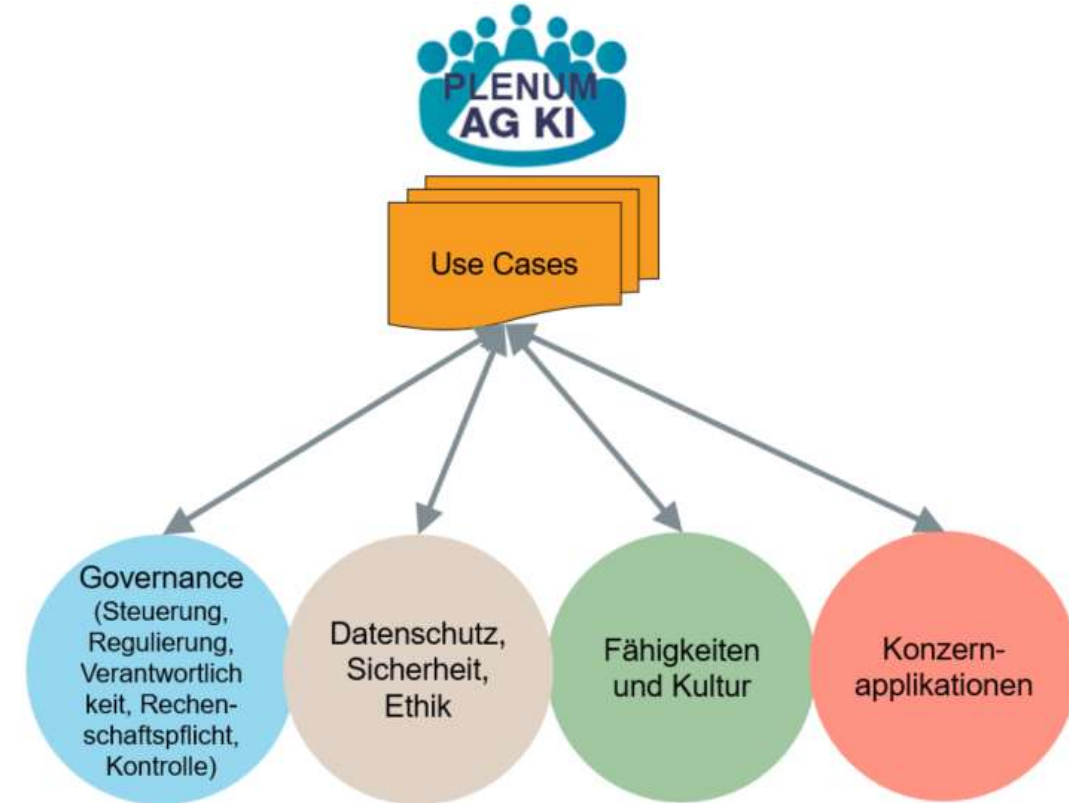 PLENUM
AG KI
Use Cases
Governance
(Steuerung,
Regulierung,
Verantwortlich
keit, Rechen-
schaftspflicht,
Kontrolle)
Datenschutz,
Sicherheit,
Ethik
Fähigkeiten
und Kultur
Konzern-
applikationen